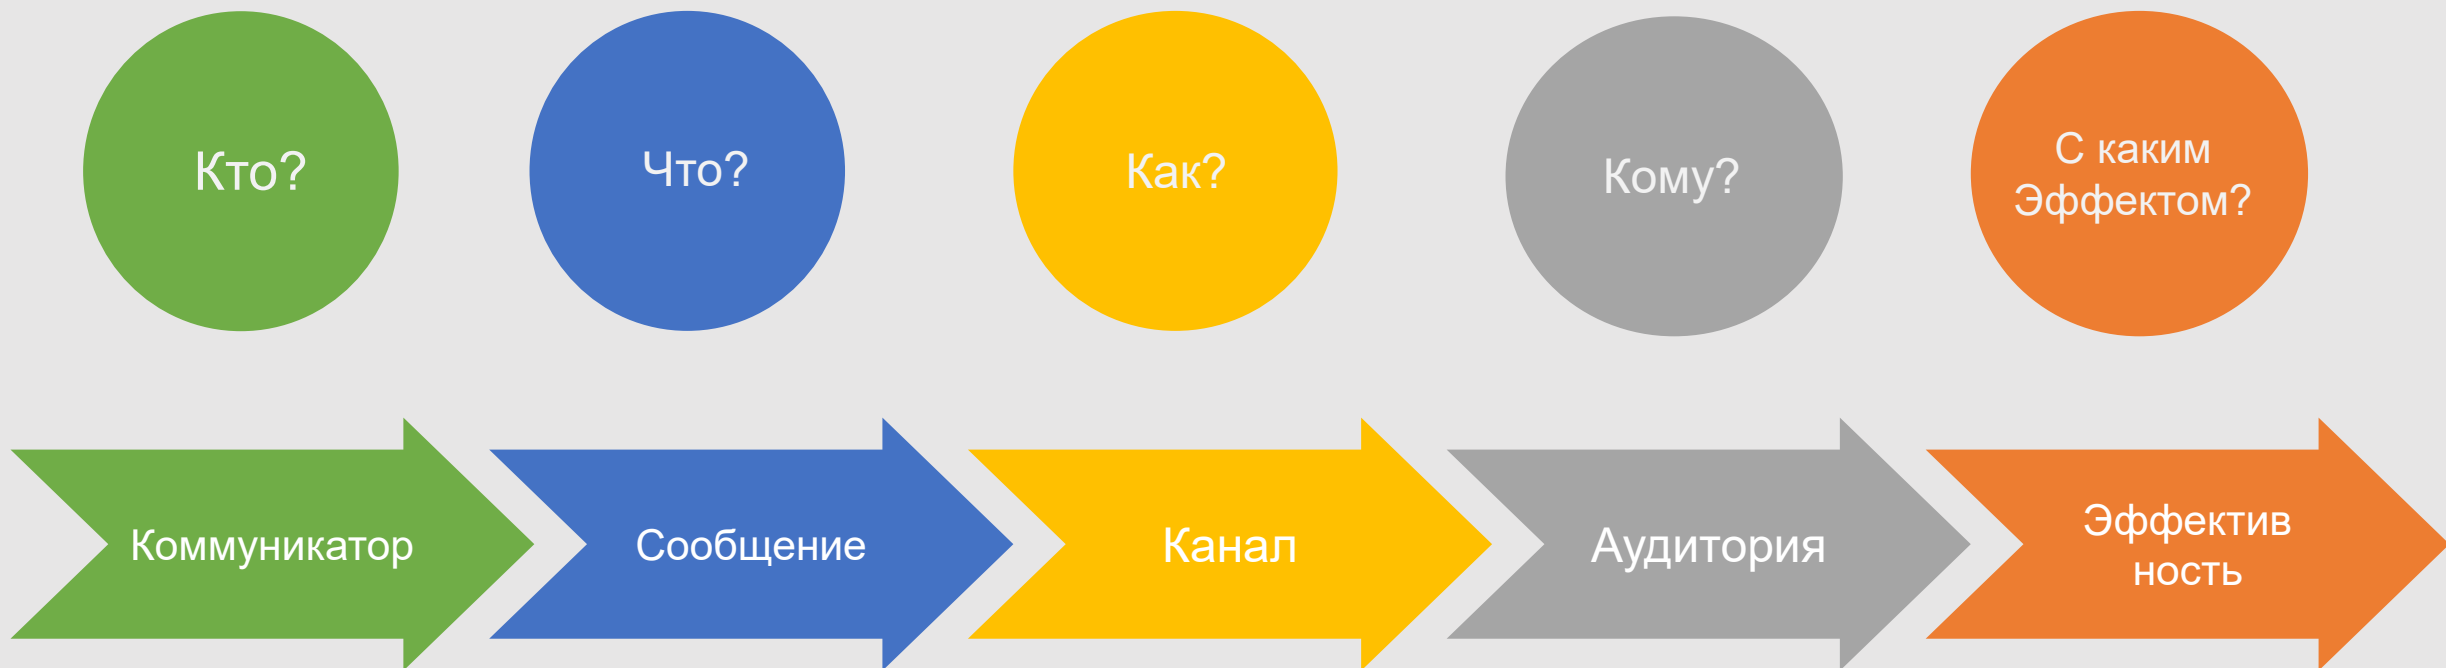 Кто?
Что?
Как?
Кому?
С каким
Эффектом?
Коммуникатор
Сообщение
Канал
Аудитория
Эффектив
ность